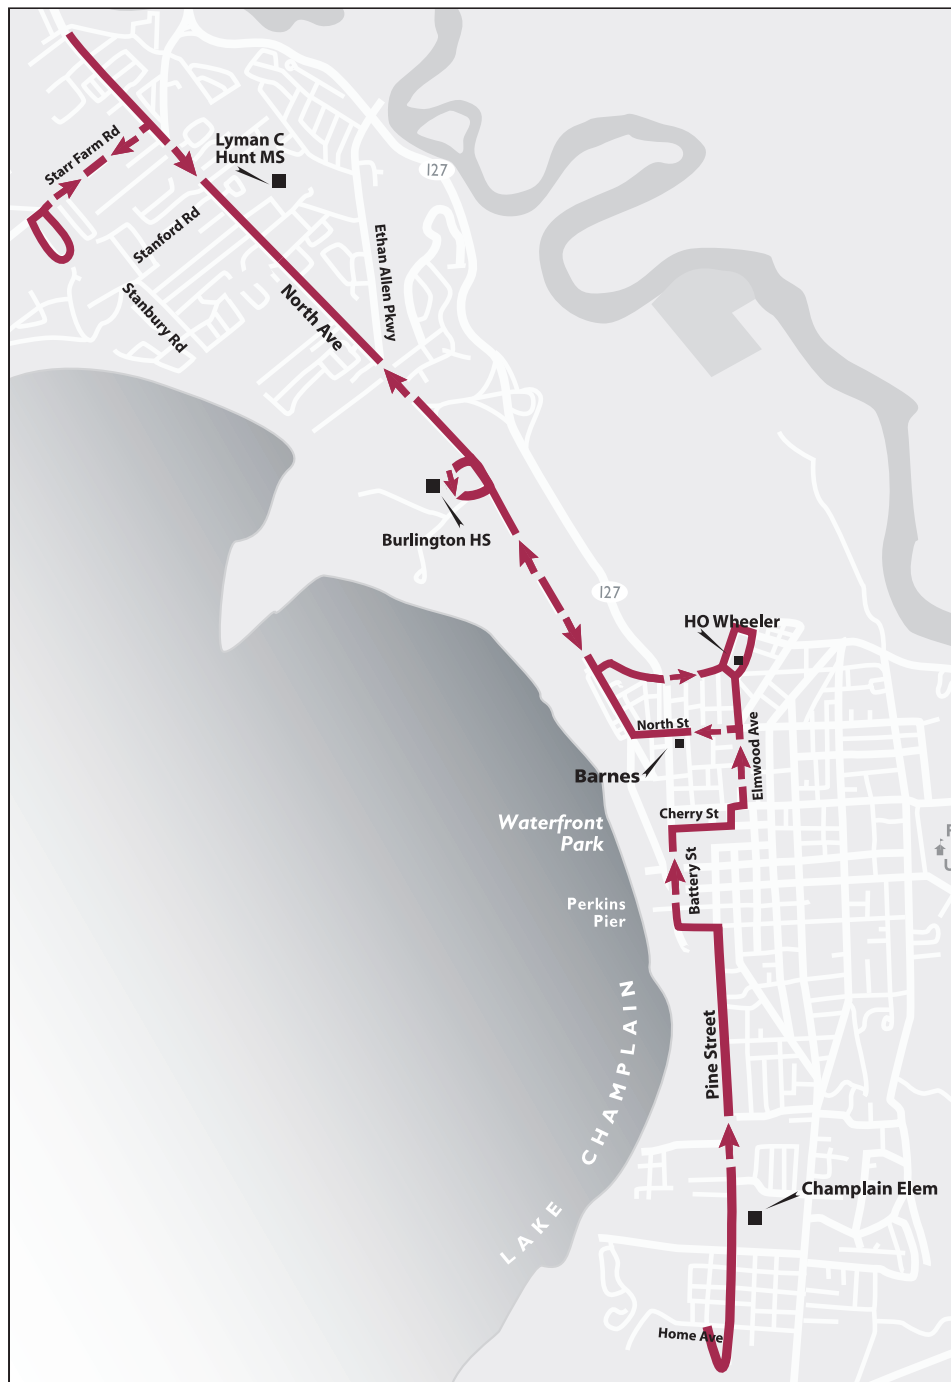 Lyman C
Hunt MS
Starr Farm Rd
127
Stanford Rd
Ethan Allen Pkwy
Stanbury Rd
North Ave
Burlington HS
127
HO Wheeler
North St
Elmwood Ave
Barnes
Cherry St
Waterfront
Park
Battery St
Perkins
Pier
LAKE CHAMPLAIN
Pine Street
Champlain Elem
Home Ave